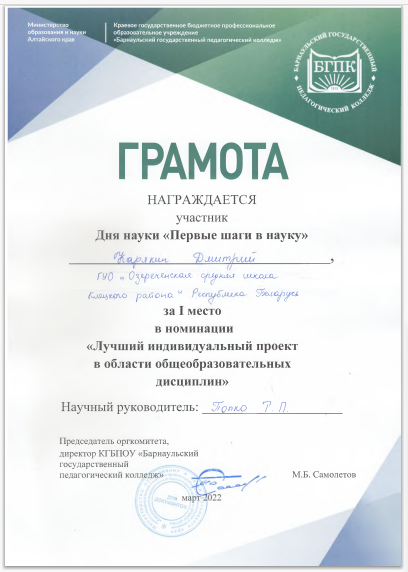 Министерство
образования и науки
Алтайского края
Краевое государственное бюджетное профессиональное
образовательное учреждение
«Барнаульский государственный педагогический колледж»
БАРНАУЛЬСКИЙ ГОСУДАРСТВЕННЫЙ
БГПК
ПЕДАГОГИЧЕСКИЙ КОЛЛЕДЖ
ГРАМОТА
НАГРАЖДАЕТСЯ
участник
Дня науки «Первые шаги в науку»
Карякин Дмитрий,
ГУО „Озереченская средняя школа
Клецкого района" Республика Беларусь
за I место
в номинации
«Лучший индивидуальный проект
в области общеобразовательных
дисциплин»
Научный руководитель: Попко Т. П.
Председатель оргкомитета,
директор КГБПОУ «Барнаульский
государственный
педагогический колледж»
М.Б. Самолетов
март 2022